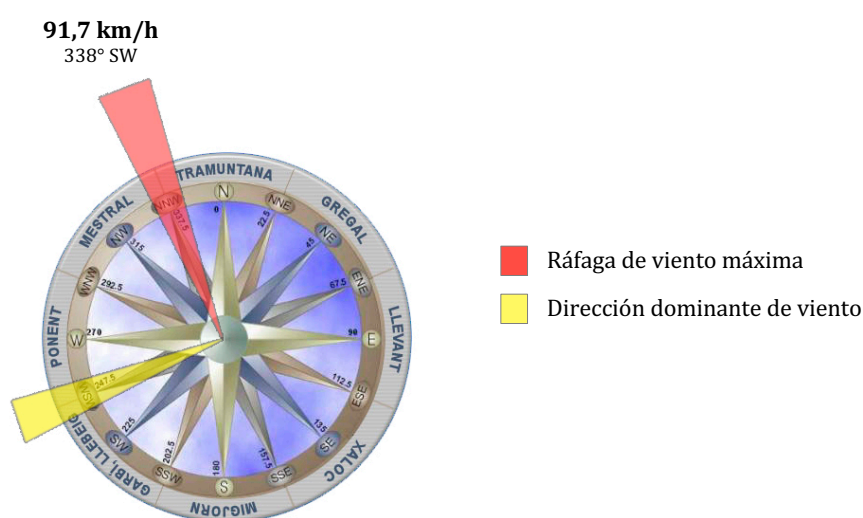 91,7 km/h
338° SW
TRAMUNTANA
GREGAL
LLEVANT
XALOC
MIGJORN
GARBÍ, LLEBEIG
PONENT
MESTRAL
N
NNE
NE
ENE
E
ESE
SE
SSE
S
SSW
SW
WSW
W
WNW
NW
NNW
0
22.5
45
67.5
90
112.5
135
157.5
180
202.5
225
247.5
270
292.5
315
337.5
Ráfaga de viento máxima
Dirección dominante de viento